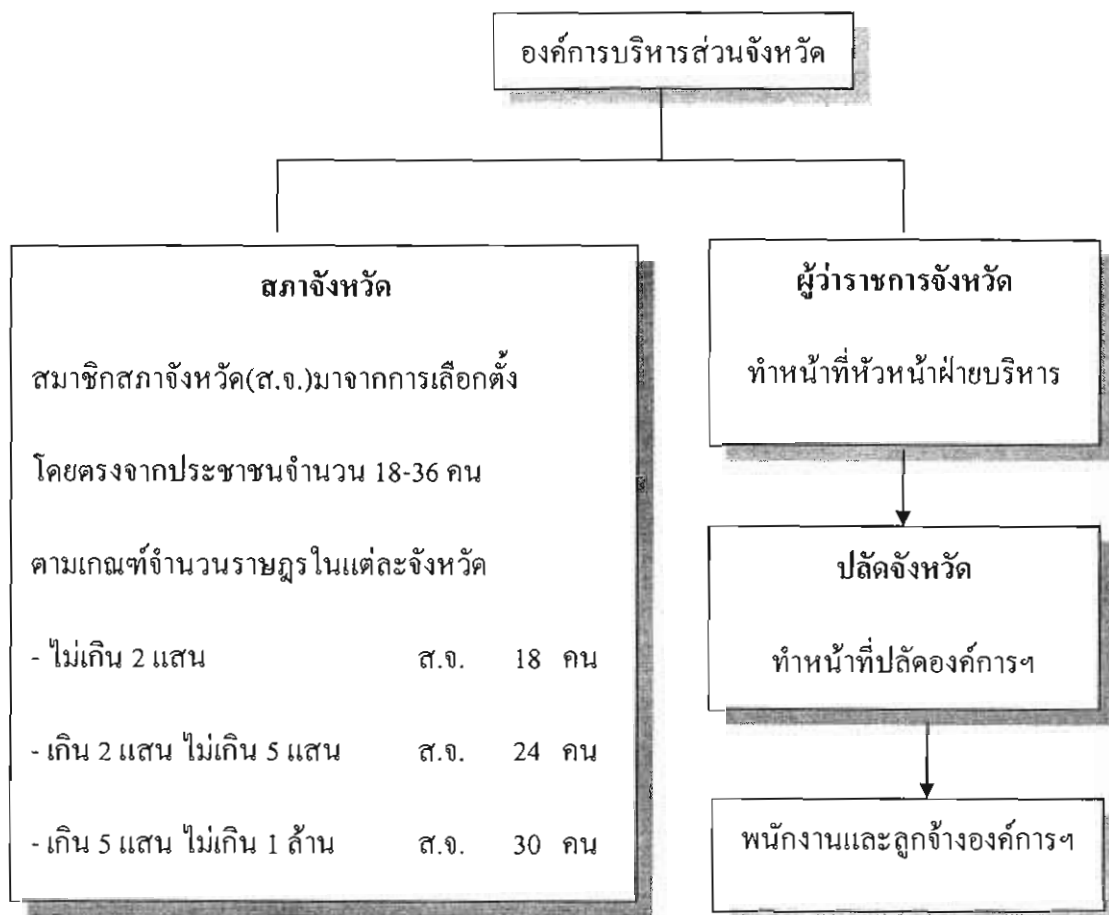 องค์การบริหารส่วนจังหวัด
สภาจังหวัด
สมาชิกสภาจังหวัด(ส.จ.)มาจากการเลือกตั้ง
โดยตรงจากประชาชนจำนวน 18-36 คน
ตามเกณฑ์จำนวนราษฎรในแต่ละจังหวัด
- ไม่เกิน 2 แสน ส.จ. 18 คน
- เกิน 2 แสน ไม่เกิน 5 แสน ส.จ. 24 คน
- เกิน 5 แสน ไม่เกิน 1 ล้าน ส.จ. 30 คน
ผู้ว่าราชการจังหวัด
ทำหน้าที่หัวหน้าฝ่ายบริหาร
ปลัดจังหวัด
ทำหน้าที่ปลัดองค์การฯ
พนักงานและลูกจ้างองค์การฯ